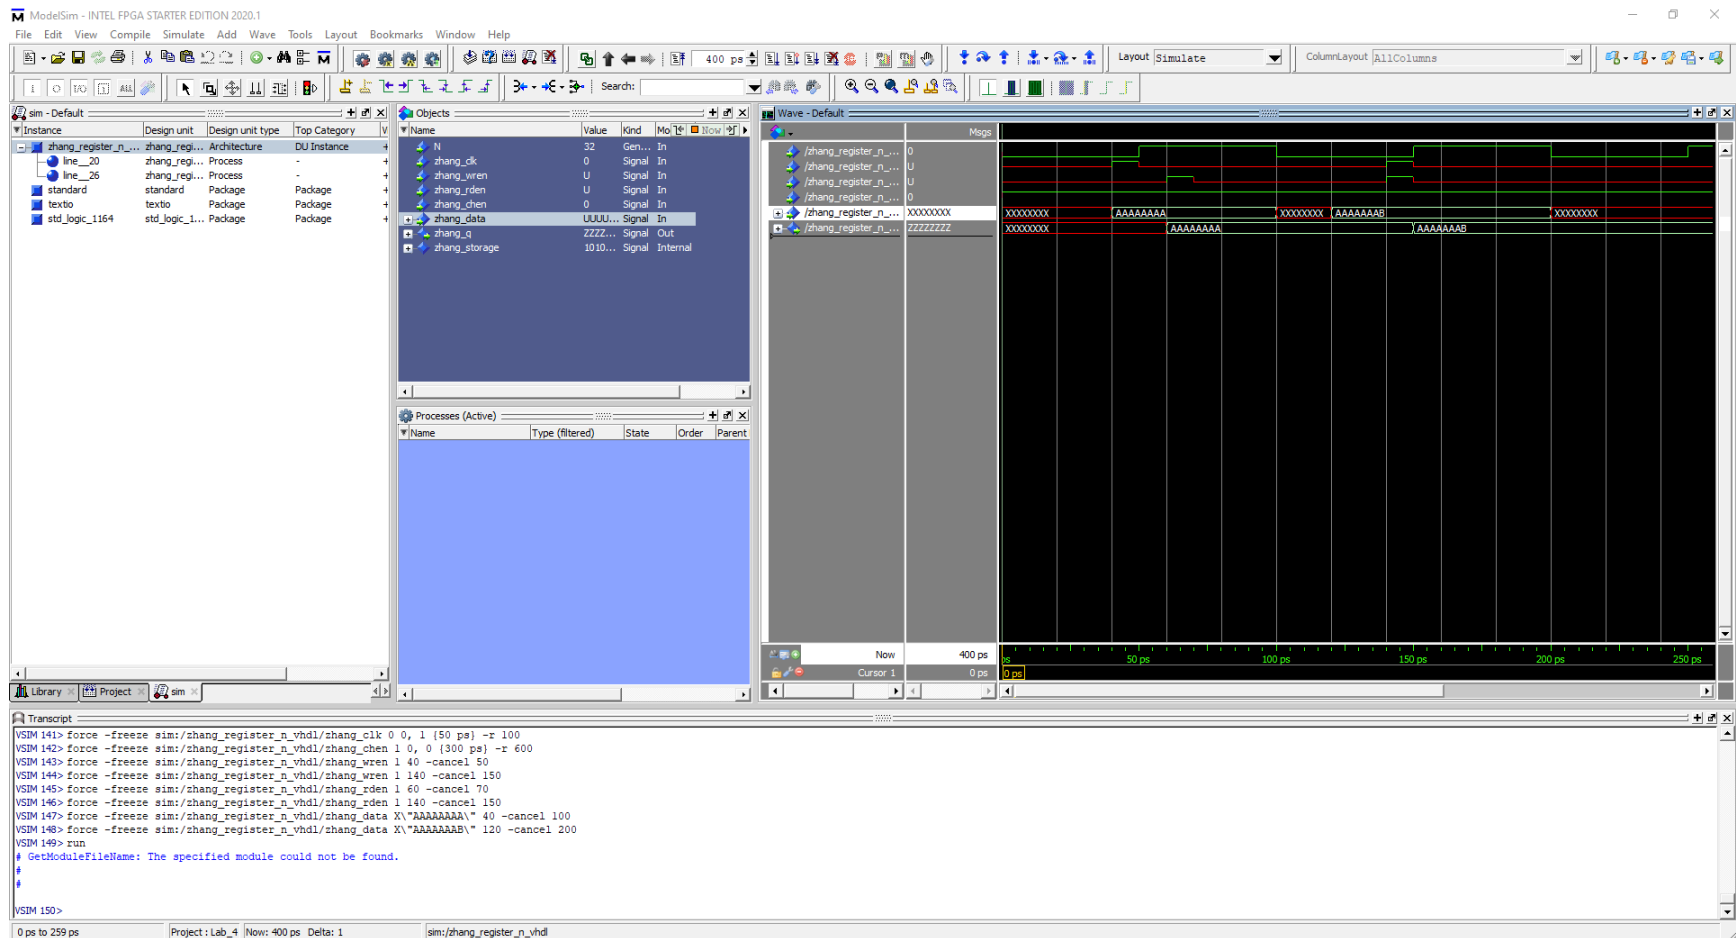 ModelSim - INTEL FPGA STARTER EDITION 2020.1
File Edit View Compile Simulate Add Wave Tools Layout Bookmarks Window Help
400 ps
Layout Simulate
ColumnLayout AllColumns
Search:
sim - Default
Instance Design unit Design unit type Top Category V
zhang_register_n_... zhang_regi... Architecture DU Instance +
line__20 zhang_regi... Process - +
line__26 zhang_regi... Process - +
standard standard Package Package +
textio textio Package Package +
std_logic_1164 std_logic_1... Package Package +
Library Project sim
Objects
Name Value Kind Mo Now
N 32 Gen... In
zhang_clk 0 Signal In
zhang_wren U Signal In
zhang_rden U Signal In
zhang_chen 0 Signal In
zhang_data UUUU... Signal In
zhang_q ZZZZ... Signal Out
zhang_storage 1010... Signal Internal
Processes (Active)
Name Type (filtered) State Order Parent
Wave - Default
Msgs
/zhang_register_n_... 0
/zhang_register_n_... U
/zhang_register_n_... U
/zhang_register_n_... 0
/zhang_register_n_... XXXXXXXX XXXXXXXX AAAAAAAA XXXXXXXX AAAAAAAB XXXXXXXX
/zhang_register_n_... ZZZZZZZZ XXXXXXXX AAAAAAAA AAAAAAAB
Now 400 ps ps 50 ps 100 ps 150 ps 200 ps 250 ps
Cursor 1 0 ps 0 ps
Transcript
VSIM 141> force -freeze sim:/zhang_register_n_vhdl/zhang_clk 0 0, 1 {50 ps} -r 100
VSIM 142> force -freeze sim:/zhang_register_n_vhdl/zhang_chen 1 0, 0 {300 ps} -r 600
VSIM 143> force -freeze sim:/zhang_register_n_vhdl/zhang_wren 1 40 -cancel 50
VSIM 144> force -freeze sim:/zhang_register_n_vhdl/zhang_wren 1 140 -cancel 150
VSIM 145> force -freeze sim:/zhang_register_n_vhdl/zhang_rden 1 60 -cancel 70
VSIM 146> force -freeze sim:/zhang_register_n_vhdl/zhang_rden 1 140 -cancel 150
VSIM 147> force -freeze sim:/zhang_register_n_vhdl/zhang_data X\"AAAAAAAA\" 40 -cancel 100
VSIM 148> force -freeze sim:/zhang_register_n_vhdl/zhang_data X\"AAAAAAAB\" 120 -cancel 200
VSIM 149> run
# GetModuleFileName: The specified module could not be found.
#
#
VSIM 150>
0 ps to 259 ps Project : Lab_4 Now: 400 ps Delta: 1 sim:/zhang_register_n_vhdl